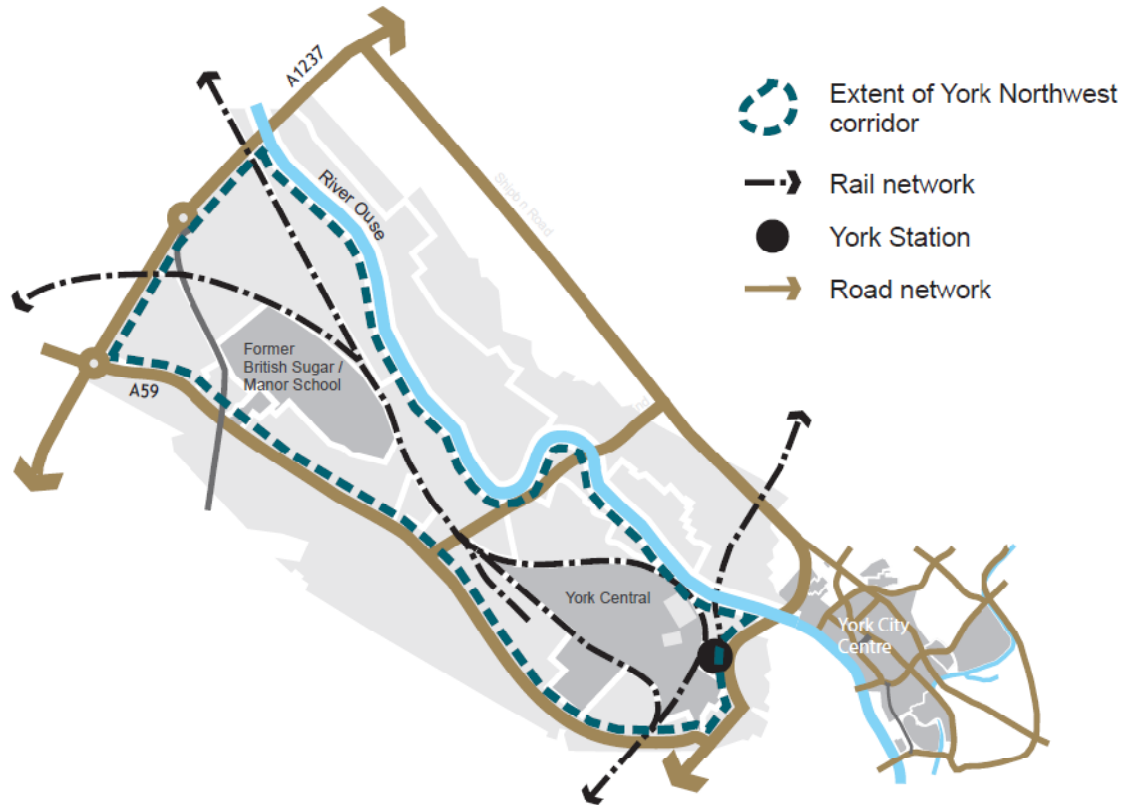 A1237
Extent of York Northwest
corridor
Rail network
York Station
Road network
River Ouse
Former
British Sugar /
Manor School
A59
York Central
York City
Centre